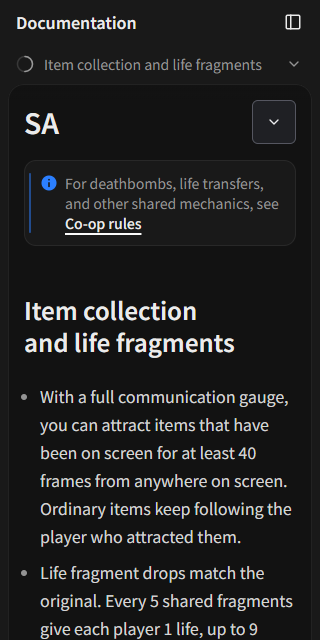 Documentation
Item collection and life fragments
SA
For deathbombs, life transfers,
and other shared mechanics, see
Co-op rules
Item collection
and life fragments
With a full communication gauge,
you can attract items that have
been on screen for at least 40
frames from anywhere on screen.
Ordinary items keep following the
player who attracted them.
Life fragment drops match the
original. Every 5 shared fragments
give each player 1 life, up to 9